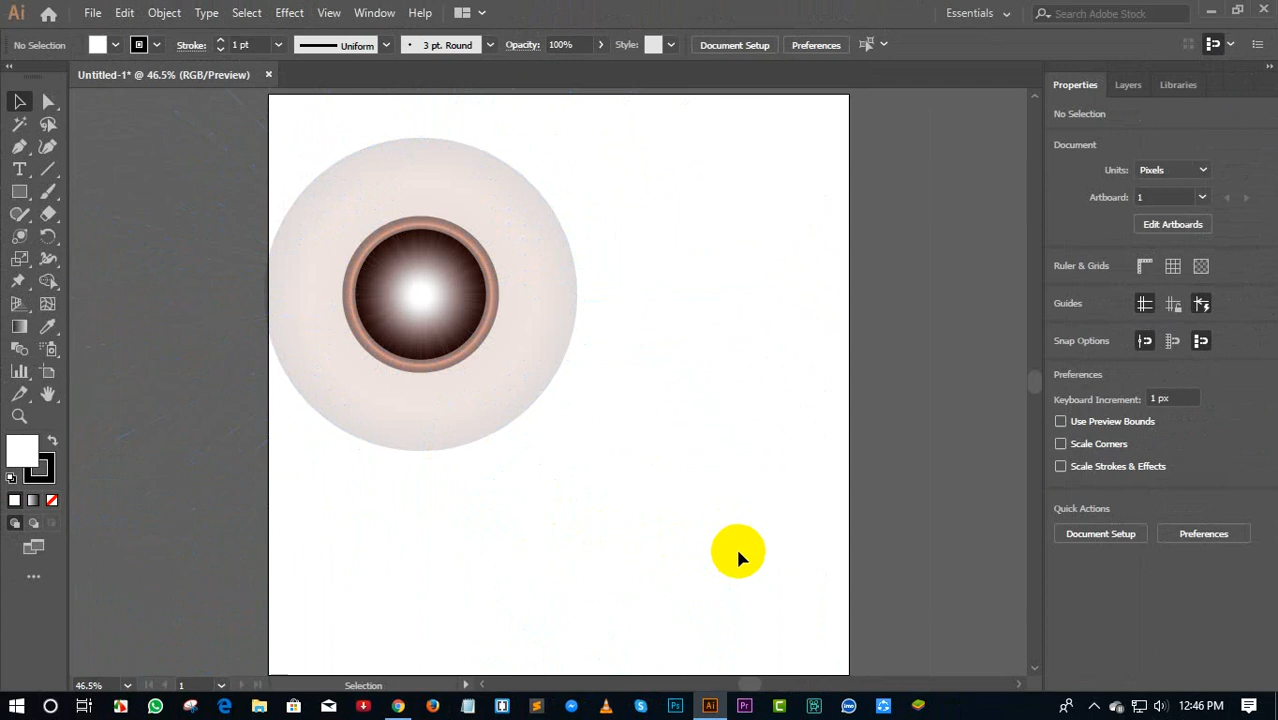 Ai File Edit Object Type Select Effect View Window Help Essentials Search Adobe Stock
No Selection Stroke: 1 pt Uniform 3 pt. Round Opacity: 100% Style: Document Setup Preferences
Untitled-1* @ 46.5% (RGB/Preview)
Properties Layers Libraries
No Selection
Document
Units: Pixels
Artboard: 1
Edit Artboards
Ruler & Grids
Guides
Snap Options
Preferences
Keyboard Increment: 1 px
Use Preview Bounds
Scale Corners
Scale Strokes & Effects
Quick Actions
Document Setup Preferences
46.5% 1 Selection
Ps Ai Pr 12:46 PM